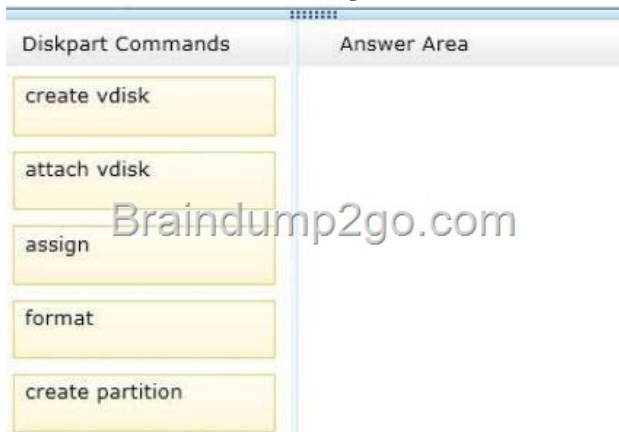 Diskpart Commands
Answer Area
create vdisk
attach vdisk
Braindump2go.com
assign
format
create partition